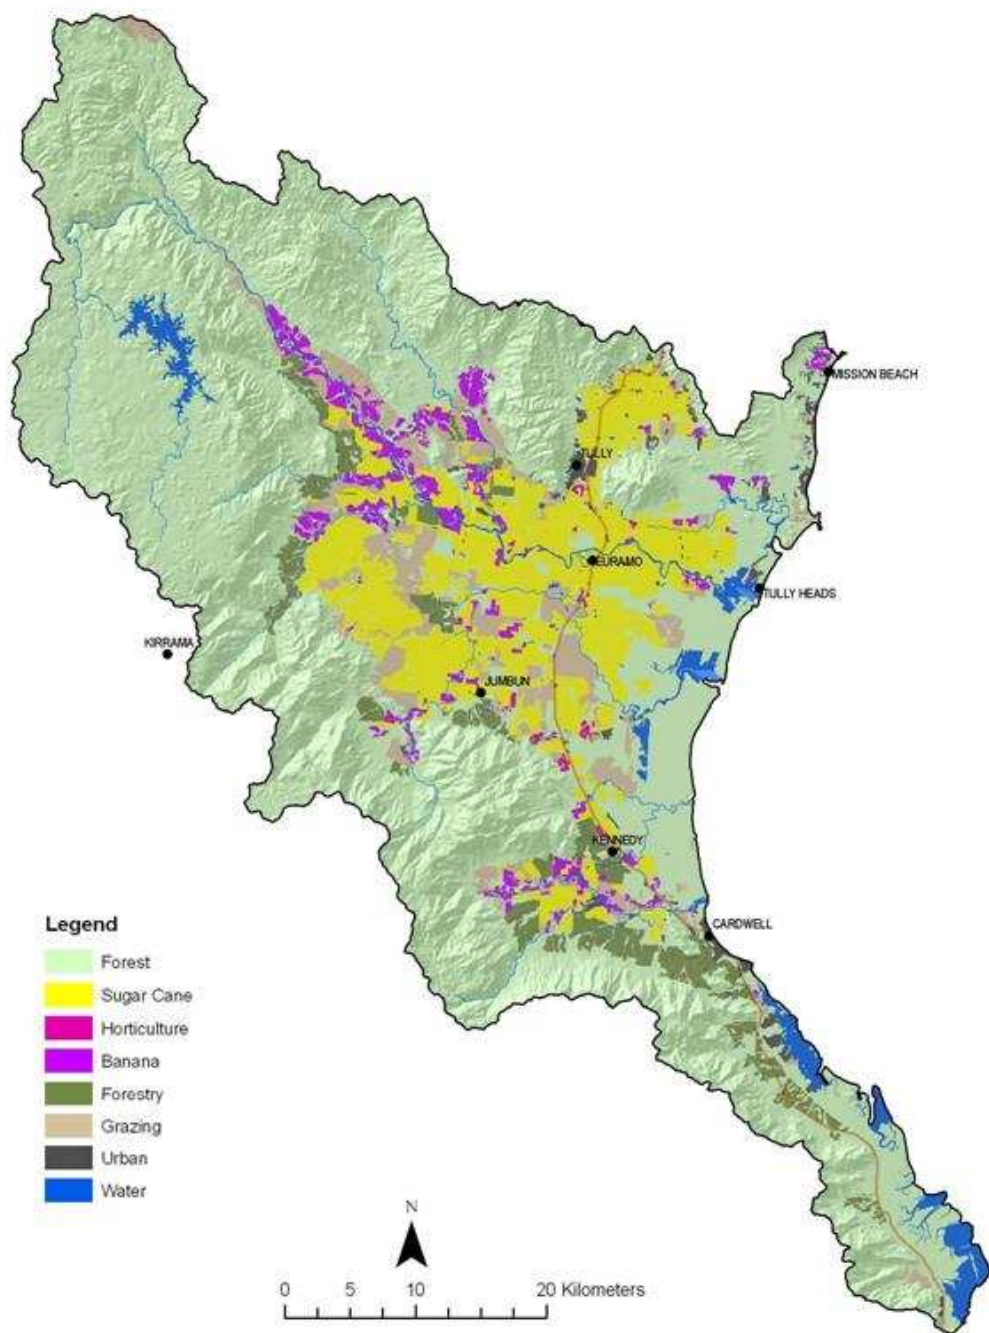 MISSION BEACH
TULLY
EURAMO
TULLY HEADS
KIRRAMA
JUMBUN
KENNEDY
CARDWELL
Legend
Forest
Sugar Cane
Horticulture
Banana
Forestry
Grazing
Urban
Water
N
0 5 10 20 Kilometers